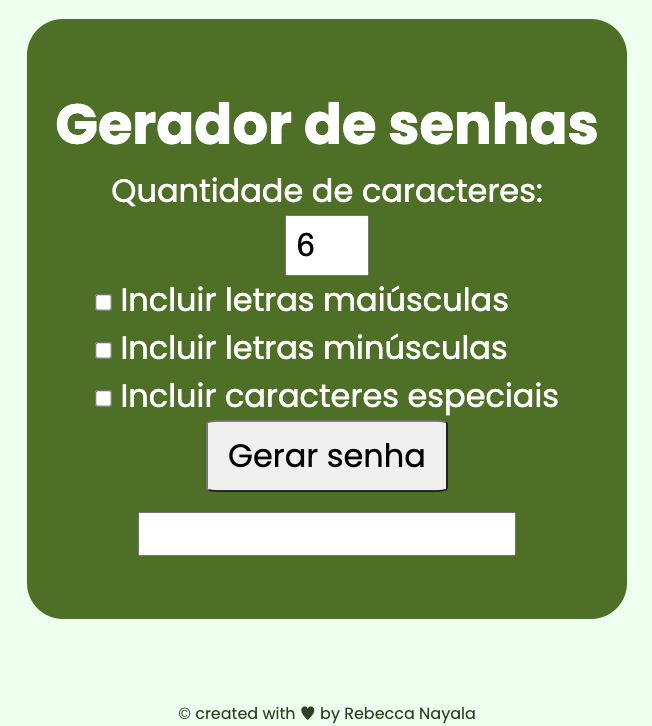 Gerador de senhas
Quantidade de caracteres:
6
Incluir letras maiúsculas
Incluir letras minúsculas
Incluir caracteres especiais
Gerar senha
© created with ♥ by Rebecca Nayala